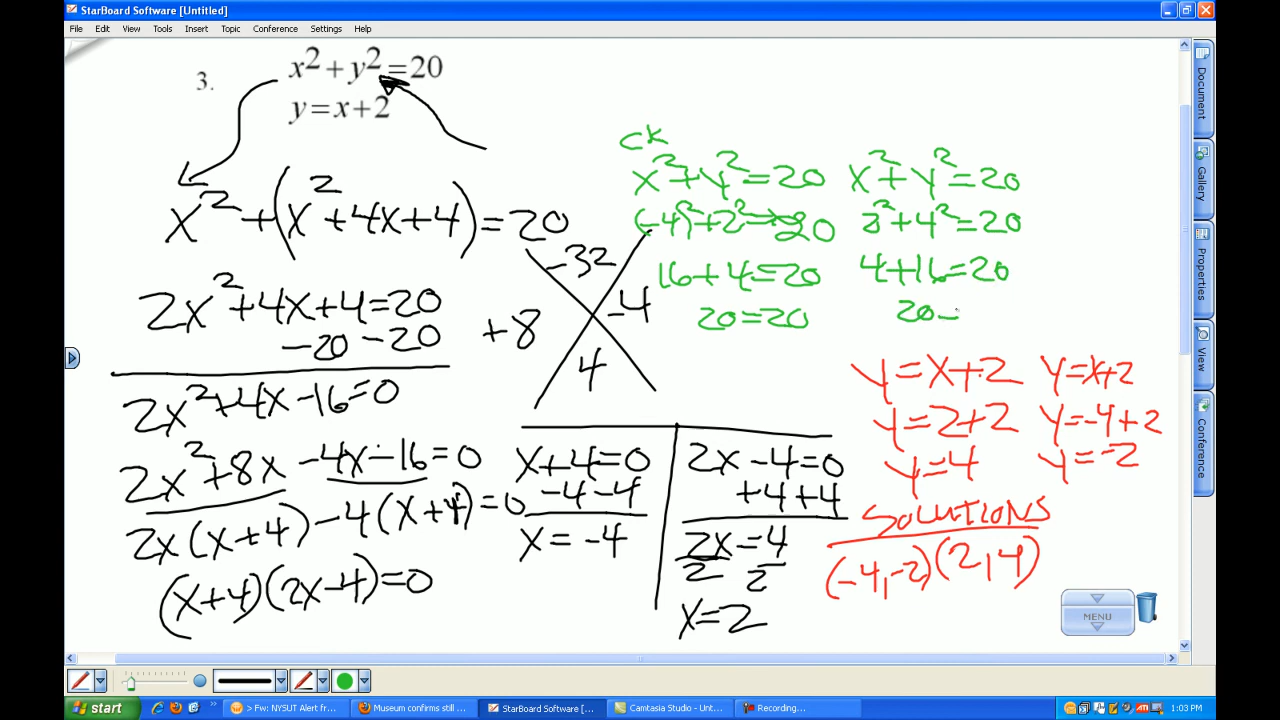 StarBoard Software [Untitled]
File Edit View Tools Insert Topic Conference Settings Help
3. x²+y²=20
y=x+2
x²+(x²+4x+4)=20
2x²+4x+4=20
-20 -20
2x²+4x-16=0
2x²+8x-4x-16=0
2x(x+4)-4(x+4)=0
(x+4)(2x-4)=0
-32
+8 -4
4
x+4=0
-4 -4
x=-4
2x-4=0
+4 +4
2x=4
2 2
x=2
CK
x²+y²=20
(-4)²+2²=20
16+4=20
20=20
x²+y²=20
2²+4²=20
4+16=20
20-
y=x+2
y=2+2
y=4
y=x+2
y=-4+2
y=-2
SOLUTIONS
(-4,-2)(2,4)
Document
Gallery
Properties
View
Conference
MENU
start
> Fw: NYSUT Alert fr...
Museum confirms still ...
StarBoard Software [...
Camtasia Studio - Unt...
Recording...
1:03 PM